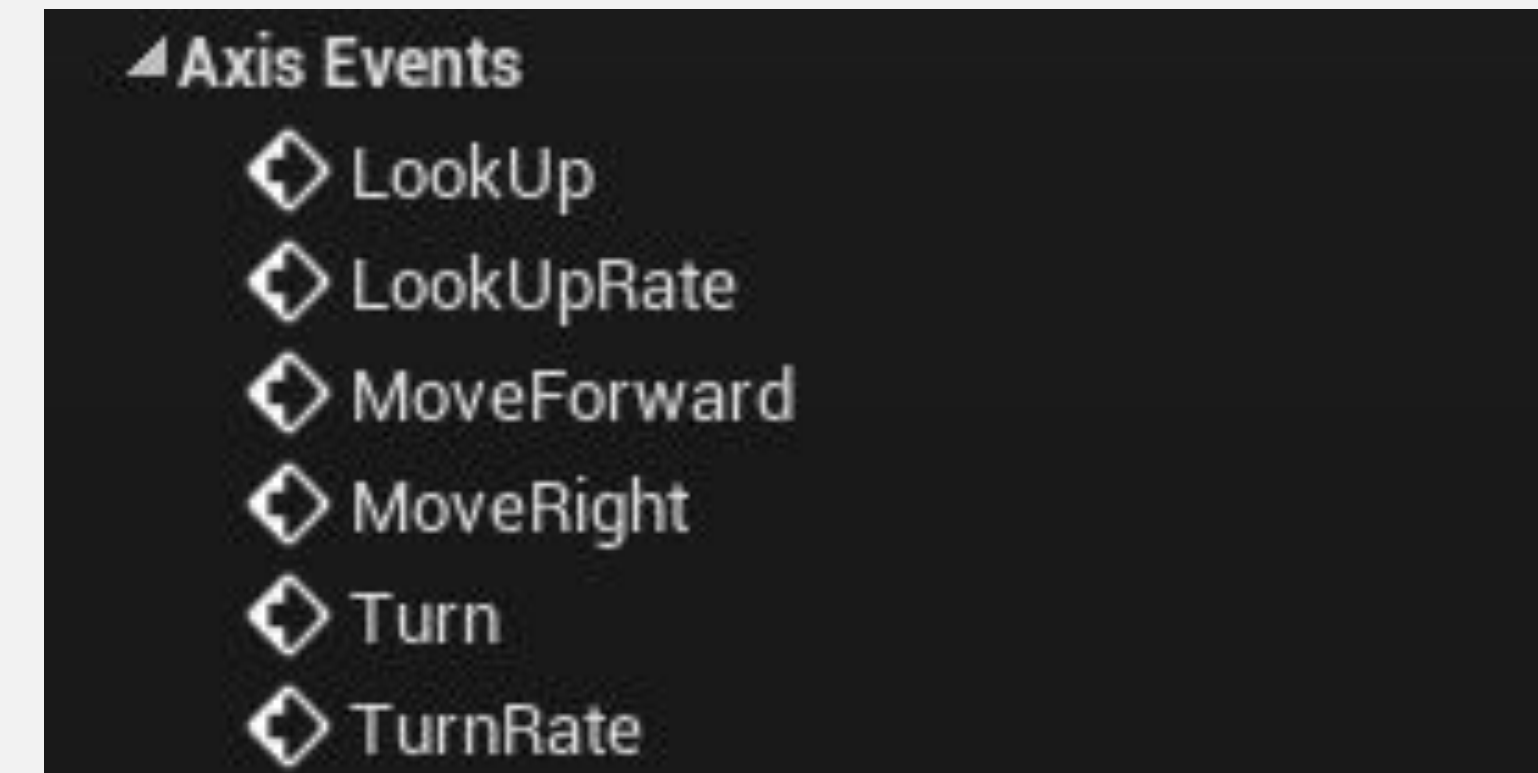 Axis Events
LookUp
LookUpRate
MoveForward
MoveRight
Turn
TurnRate